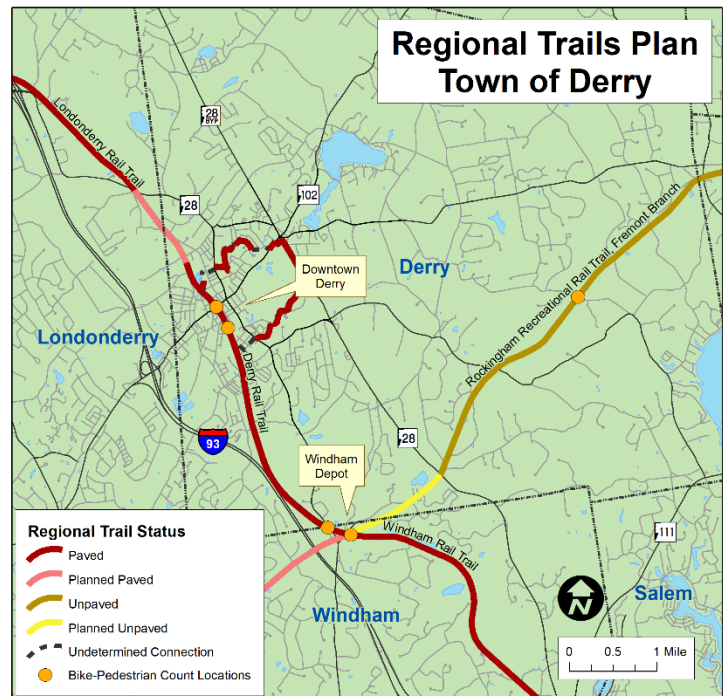 Regional Trails Plan
Town of Derry
Londonderry Rail Trail
28
BYP
28
102
Rockingham Recreational Rail Trail, Fremont Branch
Downtown
Derry
Derry
Londonderry
Derry Rail Trail
93
28
Windham
Depot
Windham Rail Trail
111
Salem
Windham
N
0 0.5 1 Mile
Regional Trail Status
Paved
Planned Paved
Unpaved
Planned Unpaved
Undetermined Connection
Bike-Pedestrian Count Locations